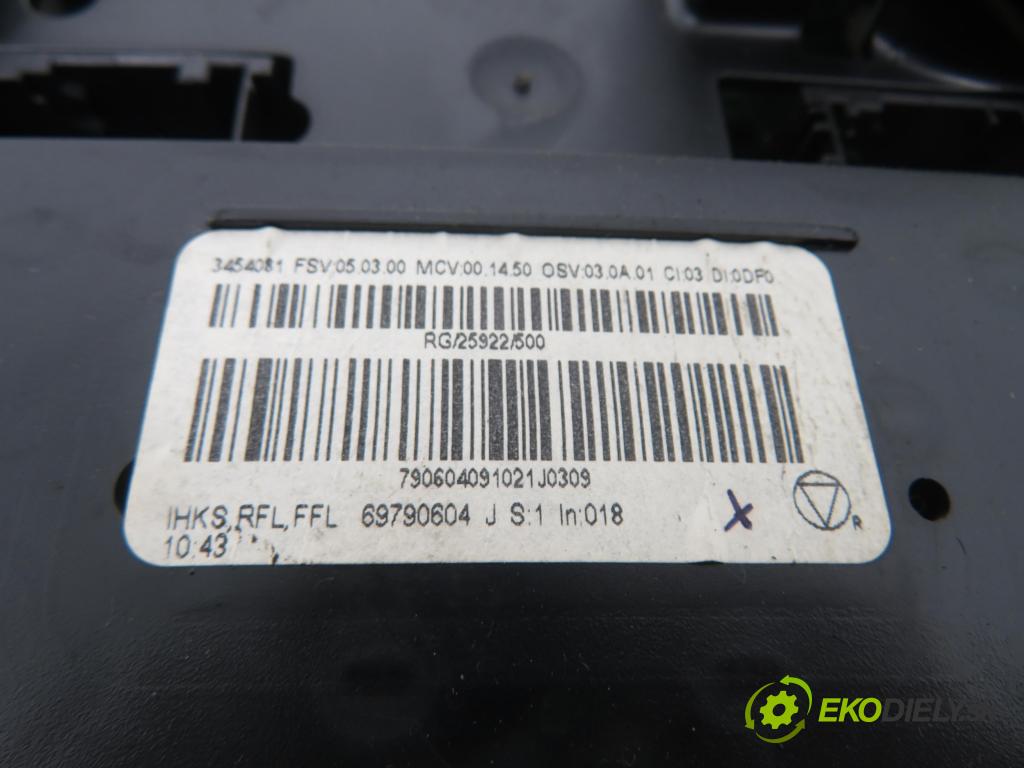 3454081 FSV:05.03.00 MCV:00.14.50 OSV:03.0A.01 CI:03 DI:0DF0
RG/25922/500
790604091021J0309
IHKS,RFL,FFL 69790604 J S:1 In:018
10:43
R
EKODIELY.S